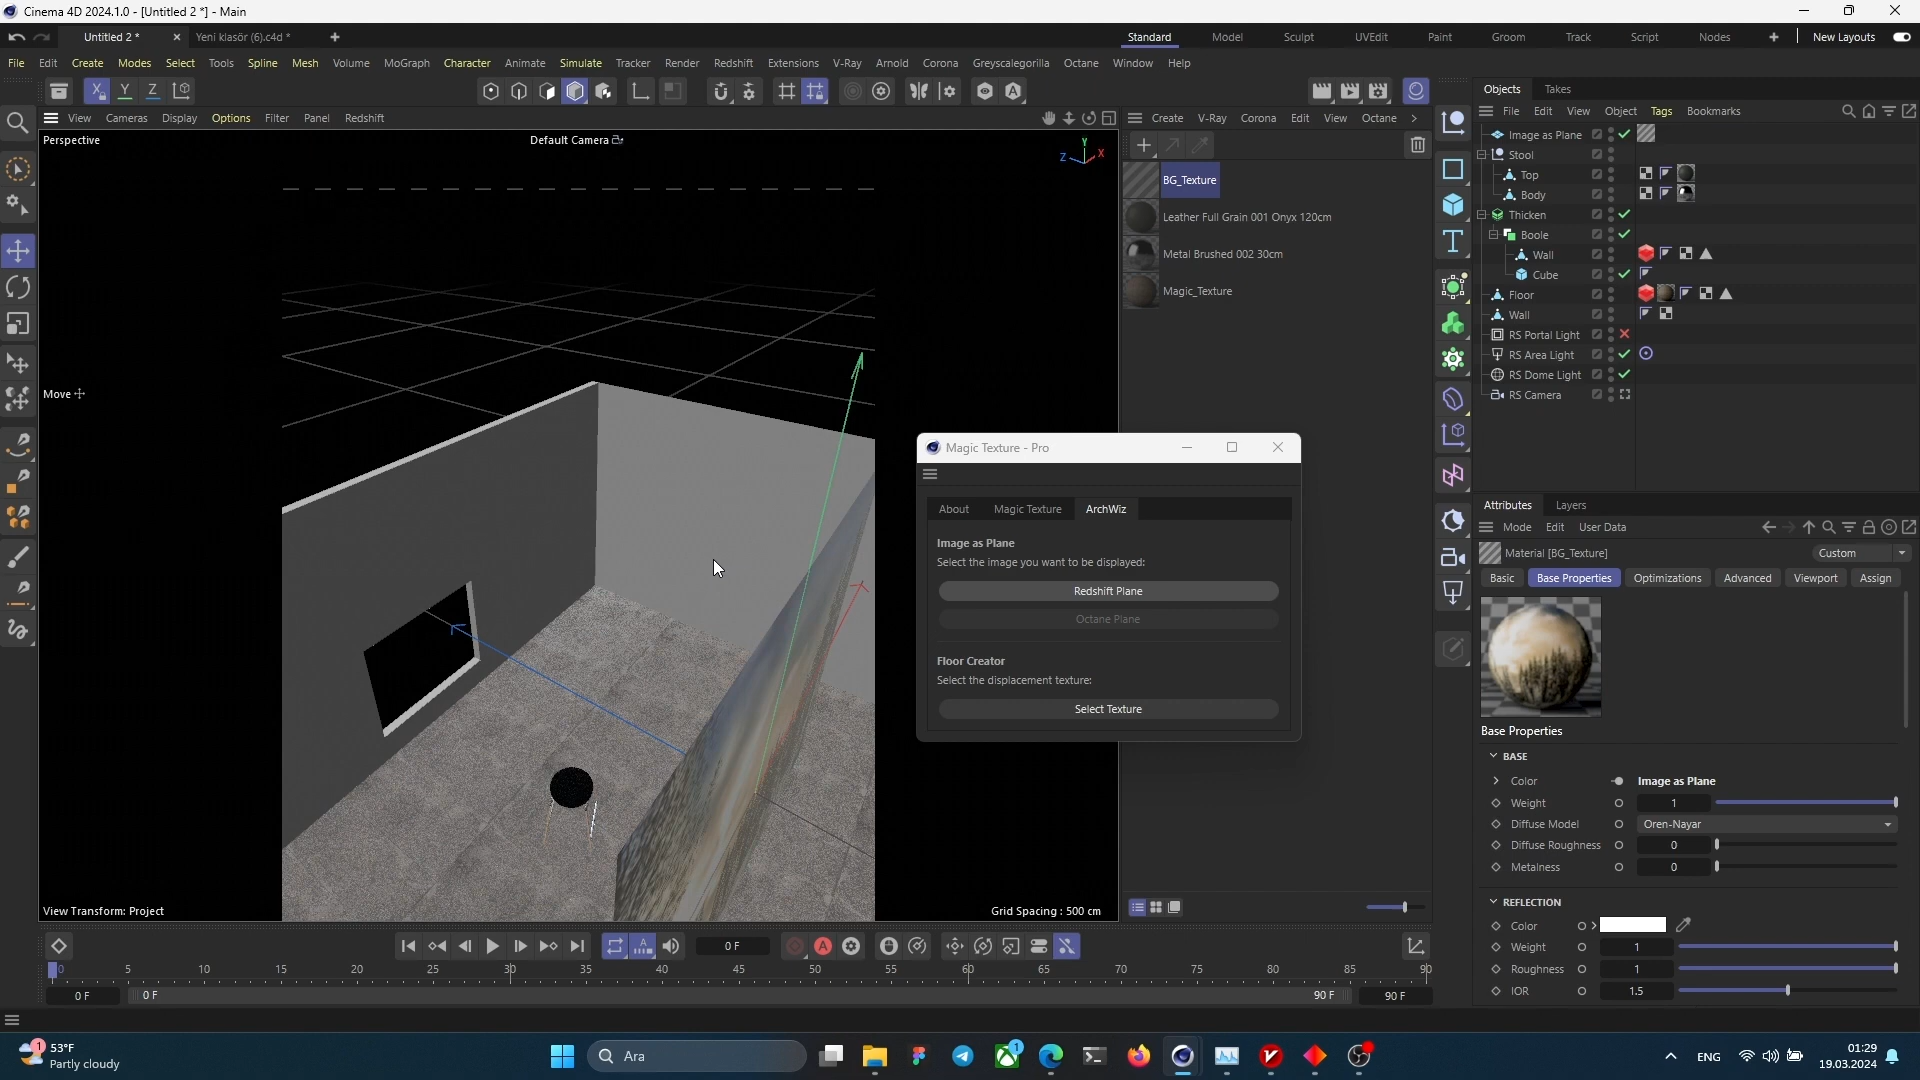 Cinema 4D 2024.1.0 - [Untitled 2 *] - Main
Untitled 2 * Yeni klasör (6).c4d * Standard Model Sculpt UVEdit Paint Groom Track Script Nodes New Layouts
File Edit Create Modes Select Tools Spline Mesh Volume MoGraph Character Animate Simulate Tracker Render Redshift Extensions V-Ray Arnold Corona Greyscalegorilla Octane Window Help
X Y Z
Objects Takes
File Edit View Object Tags Bookmarks
View Cameras Display Options Filter Panel Redshift
Create V-Ray Corona Edit View Octane
Perspective Default Camera
Z Y X
Move
View Transform: Project Grid Spacing : 500 cm
BG_Texture
Leather Full Grain 001 Onyx 120cm
Metal Brushed 002 30cm
Magic_Texture
Magic Texture - Pro
About Magic Texture ArchWiz
Image as Plane
Select the image you want to be displayed:
Redshift Plane
Octane Plane
Floor Creator
Select the displacement texture:
Select Texture
Image as Plane
Stool
Top
Body
Thicken
Boole
Wall
Cube
Floor
Wall
RS Portal Light
RS Area Light
RS Dome Light
RS Camera
Attributes Layers
Mode Edit User Data
Material [BG_Texture] Custom
Basic Base Properties Optimizations Advanced Viewport Assign
Base Properties
BASE
Color Image as Plane
Weight 1
Diffuse Model Oren-Nayar
Diffuse Roughness 0
Metalness 0
REFLECTION
Color
Weight 1
Roughness 1
IOR 1.5
0 F
0 5 10 15 20 25 30 35 40 45 50 55 60 65 70 75 80 85 90
0 F 0 F 90 F 90 F
1 53°F
Partly cloudy
Ara
1
ENG
01:29
19.03.2024